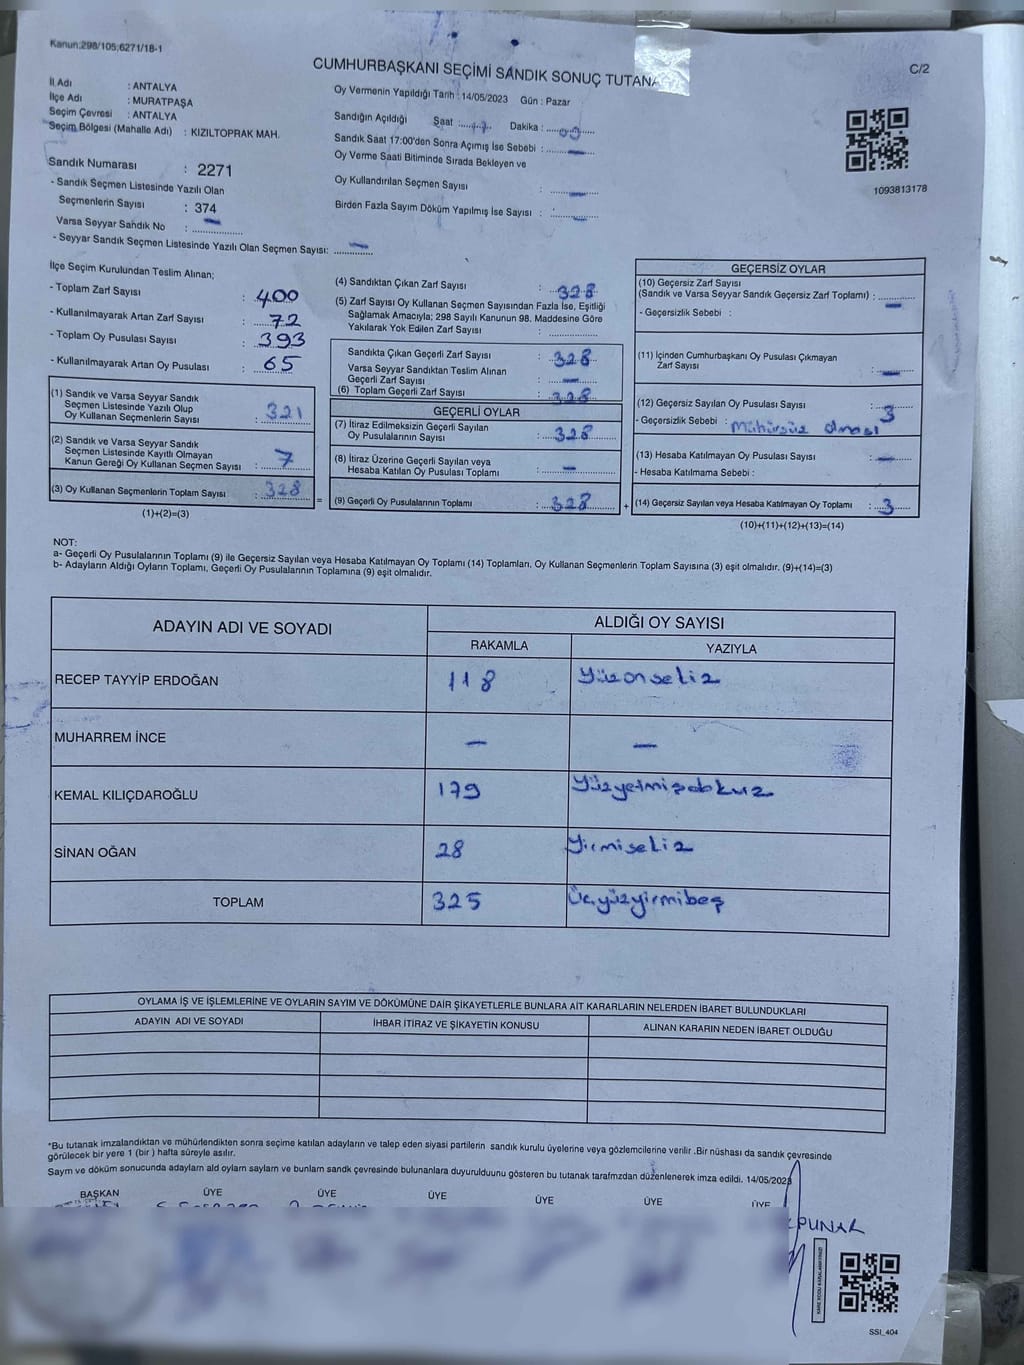 Kanun:298/105;6271/18-1
CUMHURBAŞKANI SEÇİMİ SANDIK SONUÇ TUTANA
C/2
İl Adı : ANTALYA
İlçe Adı : MURATPAŞA
Seçim Çevresi : ANTALYA
Seçim Bölgesi (Mahalle Adı) : KIZILTOPRAK MAH.
Sandık Numarası : 2271
- Sandık Seçmen Listesinde Yazılı Olan
Seçmenlerin Sayısı : 374
Varsa Seyyar Sandık No : —
- Seyyar Sandık Seçmen Listesinde Yazılı Olan Seçmen Sayısı: —
Oy Vermenin Yapıldığı Tarih : 14/05/2023 Gün : Pazar
Sandığın Açıldığı Saat : 17 Dakika : 00
Sandık Saat 17:00'den Sonra Açımış İse Sebebi : —
Oy Verme Saati Bitiminde Sırada Bekleyen ve
Oy Kullandırılan Seçmen Sayısı : —
Birden Fazla Sayım Döküm Yapılmış İse Sayısı : —
1093813178
İlçe Seçim Kurulundan Teslim Alınan;
- Toplam Zarf Sayısı : 400
- Kullanılmayarak Artan Zarf Sayısı : 72
- Toplam Oy Pusulası Sayısı : 393
- Kullanılmayarak Artan Oy Pusulası : 65
(1) Sandık ve Varsa Seyyar Sandık
Seçmen Listesinde Yazılı Olup
Oy Kullanan Seçmenlerin Sayısı : 321
(2) Sandık ve Varsa Seyyar Sandık
Seçmen Listesinde Kayıtlı Olmayan
Kanun Gereği Oy Kullanan Seçmen Sayısı : 7
(3) Oy Kullanan Seçmenlerin Toplam Sayısı : 328
(1)+(2)=(3)
(4) Sandıktan Çıkan Zarf Sayısı : 328
(5) Zarf Sayısı Oy Kullanan Seçmen Sayısından Fazla İse, Eşitliği
Sağlamak Amacıyla; 298 Sayılı Kanunun 98. Maddesine Göre
Yakılarak Yok Edilen Zarf Sayısı :
Sandıkta Çıkan Geçerli Zarf Sayısı : 328
Varsa Seyyar Sandıktan Teslim Alınan
Geçerli Zarf Sayısı : —
(6) Toplam Geçerli Zarf Sayısı : 328
GEÇERLİ OYLAR
(7) İtiraz Edilmeksizin Geçerli Sayılan
Oy Pusulalarının Sayısı : 328
(8) İtiraz Üzerine Geçerli Sayılan veya
Hesaba Katılan Oy Pusulası Toplamı : —
= (9) Geçerli Oy Pusulalarının Toplamı : 328 +
GEÇERSİZ OYLAR
(10) Geçersiz Zarf Sayısı
(Sandık ve Varsa Seyyar Sandık Geçersiz Zarf Toplamı) : —
- Geçersizlik Sebebi :
(11) İçinden Cumhurbaşkanı Oy Pusulası Çıkmayan
Zarf Sayısı : —
(12) Geçersiz Sayılan Oy Pusulası Sayısı : 3
- Geçersizlik Sebebi : Mühürsüz olması
(13) Hesaba Katılmayan Oy Pusulası Sayısı : —
- Hesaba Katılmama Sebebi :
(14) Geçersiz Sayılan veya Hesaba Katılmayan Oy Toplamı : 3
(10)+(11)+(12)+(13)=(14)
NOT:
a- Geçerli Oy Pusulalarının Toplamı (9) ile Geçersiz Sayılan veya Hesaba Katılmayan Oy Toplamı (14) Toplamları, Oy Kullanan Seçmenlerin Toplam Sayısına (3) eşit olmalıdır. (9)+(14)=(3)
b- Adayların Aldığı Oyların Toplamı, Geçerli Oy Pusulalarının Toplamına (9) eşit olmalıdır.
ADAYIN ADI VE SOYADI
ALDIĞI OY SAYISI
RAKAMLA YAZIYLA
RECEP TAYYİP ERDOĞAN 118 Yüzonsekiz
MUHARREM İNCE — —
KEMAL KILIÇDAROĞLU 179 Yüzyetmişdokuz
SİNAN OĞAN 28 Yirmisekiz
TOPLAM 325 Üçyüzyirmibeş
OYLAMA İŞ VE İŞLEMLERİNE VE OYLARIN SAYIM VE DÖKÜMÜNE DAİR ŞİKAYETLERLE BUNLARA AİT KARARLARIN NELERDEN İBARET BULUNDUKLARI
ADAYIN ADI VE SOYADI İHBAR İTİRAZ VE ŞİKAYETİN KONUSU ALINAN KARARIN NEDEN İBARET OLDUĞU
*Bu tutanak imzalandıktan ve mühürlendikten sonra seçime katılan adayların ve talep eden siyasi partilerin sandık kurulu üyelerine veya gözlemcilerine verilir .Bir nüshası da sandık çevresinde
görülecek bir yere 1 (bir ) hafta süreyle asılır.
Sayım ve döküm sonucunda adayların ald oyların sayların ve bunların sandık çevresinde bulunanlara duyurulduunu gösteren bu tutanak tarafımzdan düzenlenerek imza edildi. 14/05/2023
BAŞKAN ÜYE ÜYE ÜYE ÜYE ÜYE ÜYE
PUNAR
SSI_404